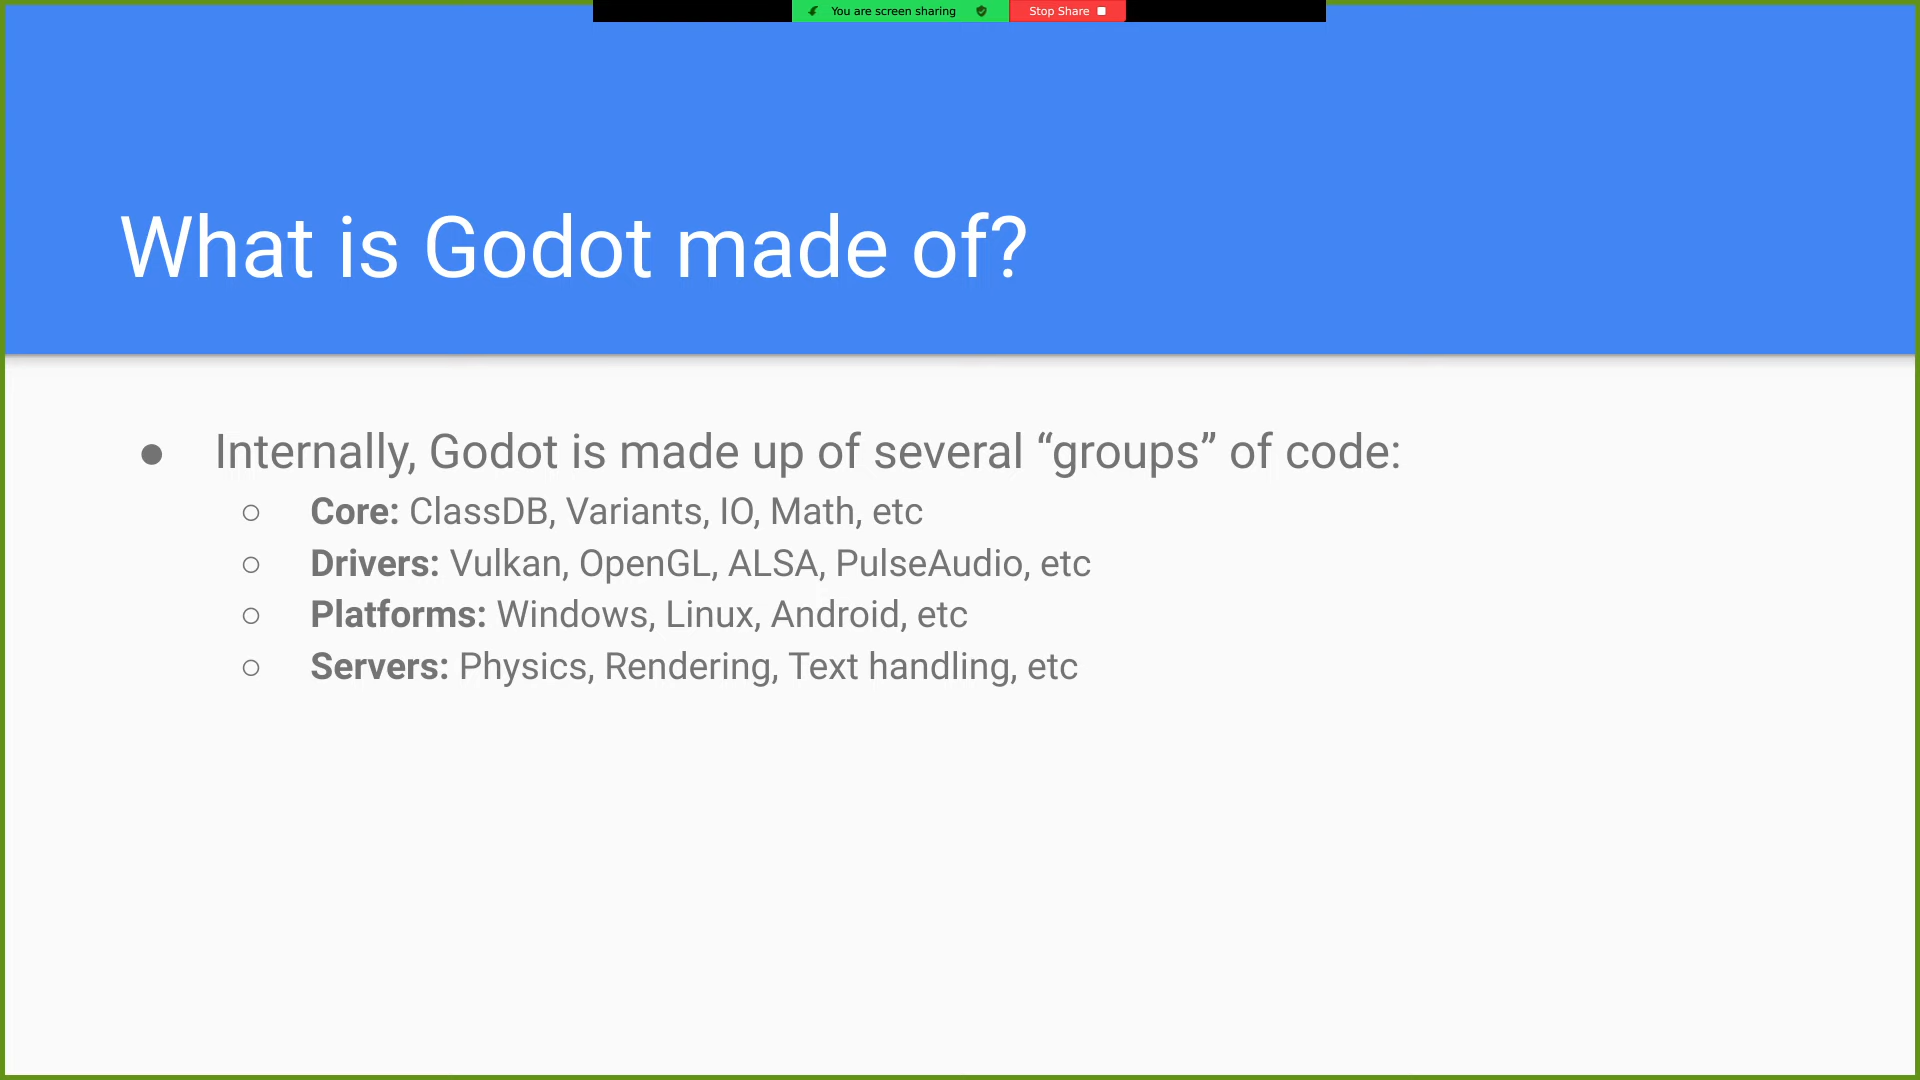 You are screen sharing
Stop Share
What is Godot made of?
● Internally, Godot is made up of several “groups” of code:
○ Core: ClassDB, Variants, IO, Math, etc
○ Drivers: Vulkan, OpenGL, ALSA, PulseAudio, etc
○ Platforms: Windows, Linux, Android, etc
○ Servers: Physics, Rendering, Text handling, etc